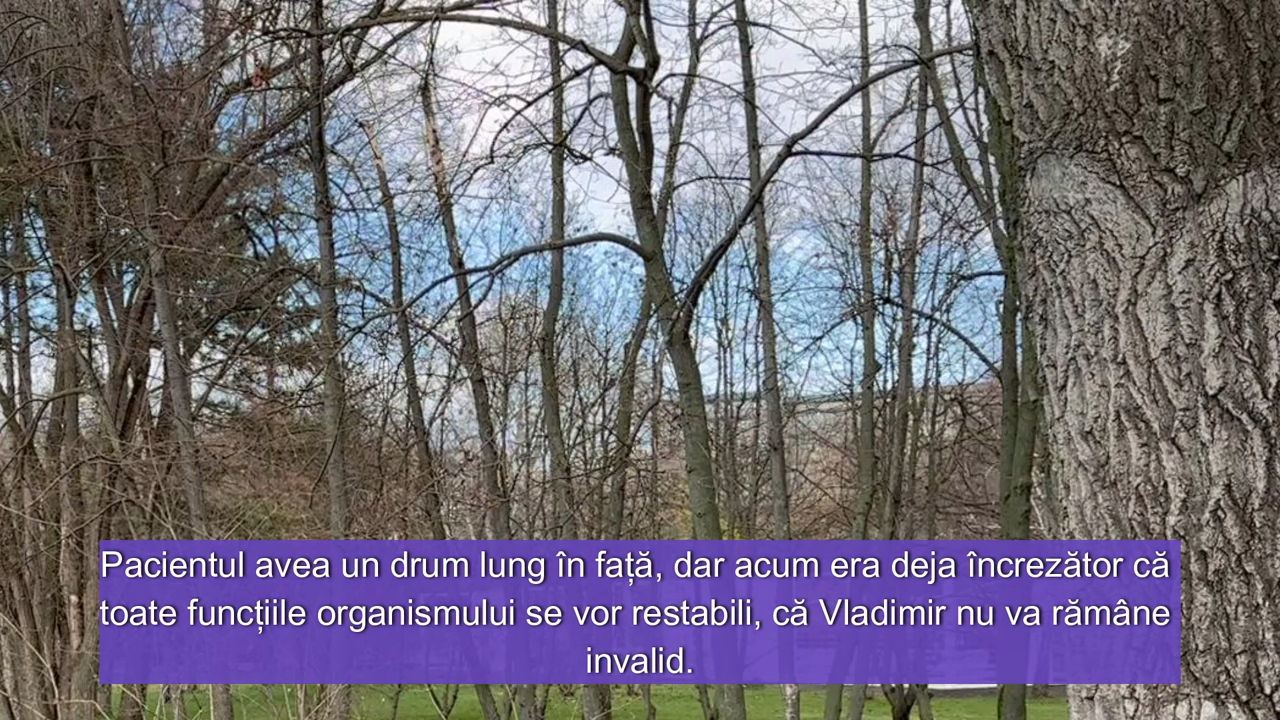 Pacientul avea un drum lung în față, dar acum era deja încrezător că
toate funcțiile organismului se vor restabili, că Vladimir nu va rămâne
invalid.